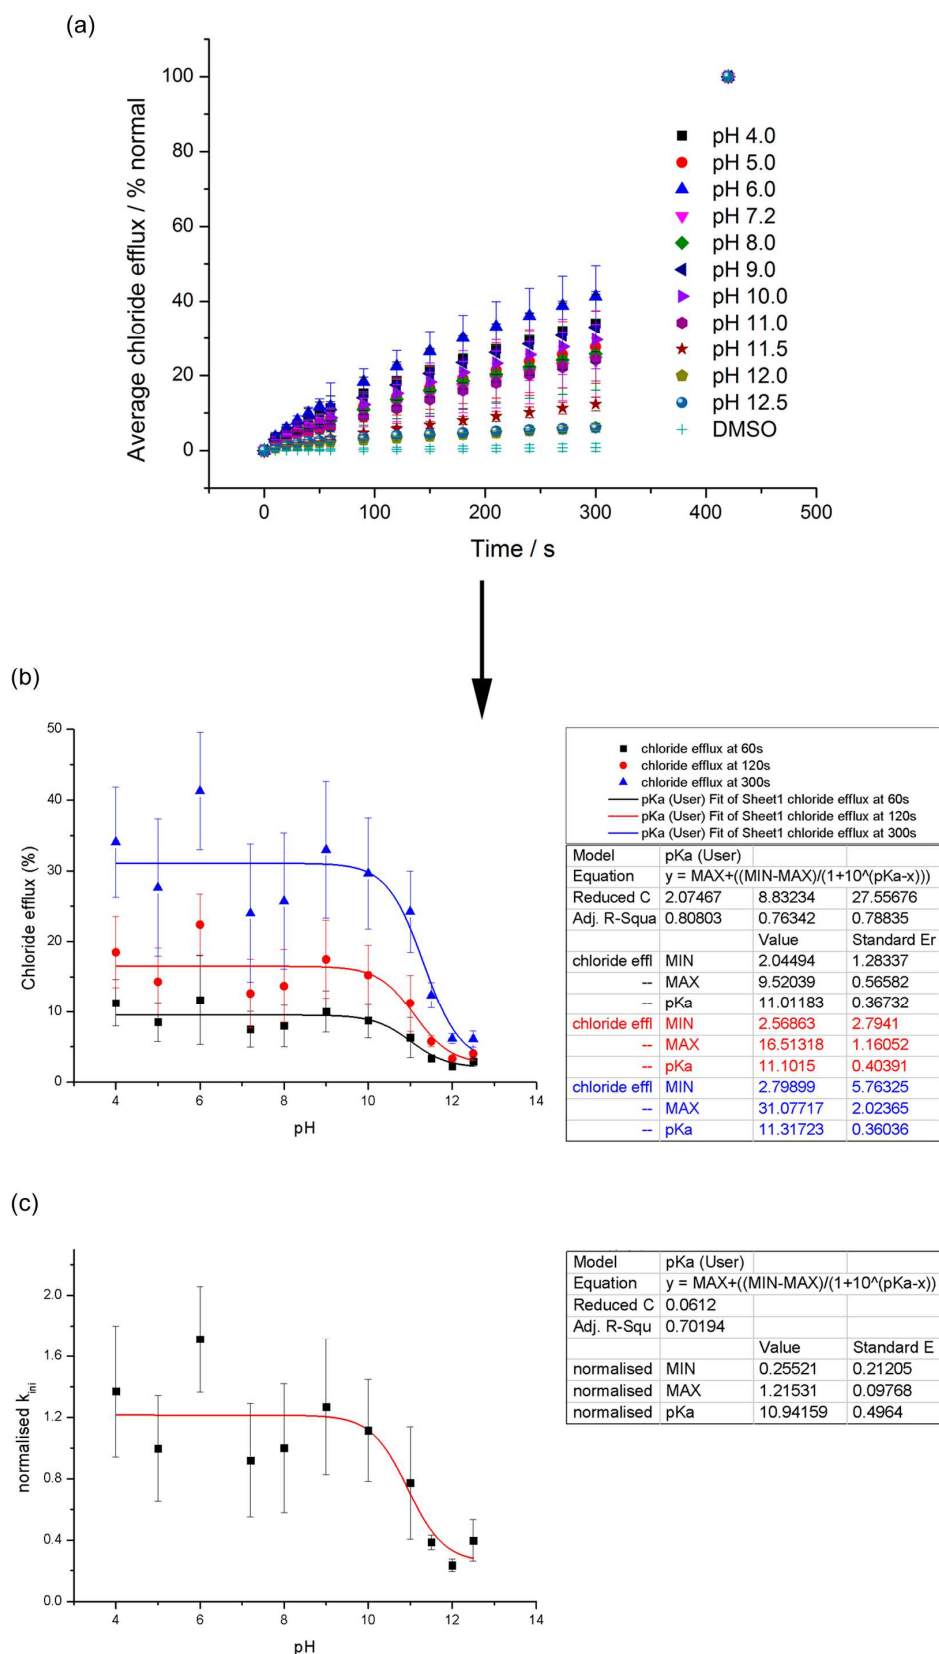 (a)
Average chloride efflux / % normal
100
80
60
40
20
0
0
100
200
300
400
500
Time / s
pH 4.0
pH 5.0
pH 6.0
pH 7.2
pH 8.0
pH 9.0
pH 10.0
pH 11.0
pH 11.5
pH 12.0
pH 12.5
DMSO
(b)
Chloride efflux (%)
50
40
30
20
10
0
4
6
8
10
12
14
pH
chloride efflux at 60s
chloride efflux at 120s
chloride efflux at 300s
pKa (User) Fit of Sheet1 chloride efflux at 60s
pKa (User) Fit of Sheet1 chloride efflux at 120s
pKa (User) Fit of Sheet1 chloride efflux at 300s
Model pKa (User)
Equation y = MAX+((MIN-MAX)/(1+10^(pKa-x)))
Reduced C 2.07467 8.83234 27.55676
Adj. R-Squa 0.80803 0.76342 0.78835
Value Standard Er
chloride effl MIN 2.04494 1.28337
-- MAX 9.52039 0.56582
-- pKa 11.01183 0.36732
chloride effl MIN 2.56863 2.7941
-- MAX 16.51318 1.16052
-- pKa 11.1015 0.40391
chloride effl MIN 2.79899 5.76325
-- MAX 31.07717 2.02365
-- pKa 11.31723 0.36036
(c)
normalised k_ini
2.0
1.6
1.2
0.8
0.4
0.0
4
6
8
10
12
14
pH
Model pKa (User)
Equation y = MAX+((MIN-MAX)/(1+10^(pKa-x))
Reduced C 0.0612
Adj. R-Squ 0.70194
Value Standard E
normalised MIN 0.25521 0.21205
normalised MAX 1.21531 0.09768
normalised pKa 10.94159 0.4964